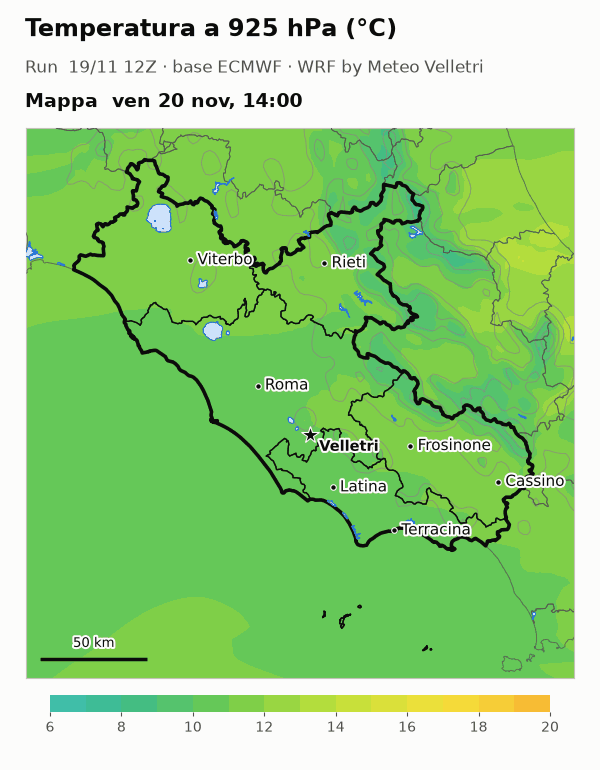 Temperatura a 925 hPa (°C)
Run  19/11 12Z · base ECMWF · WRF by Meteo Velletri
Mappa  ven 20 nov, 14:00
Viterbo
Rieti
Roma
Velletri
Frosinone
Cassino
Latina
Terracina
50 km
6 8 10 12 14 16 18 20